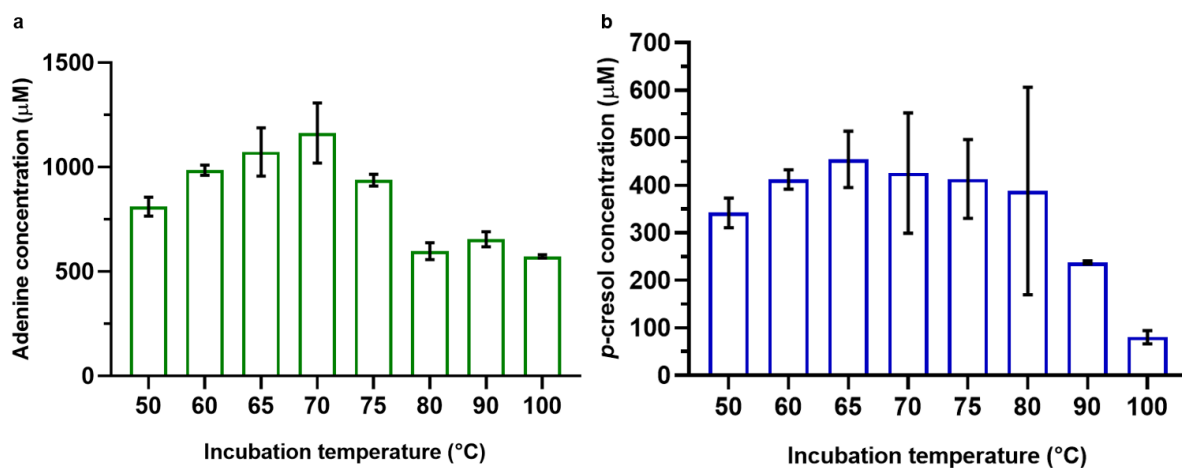 a
Adenine concentration (μM)
1500
1000
500
0
50 60 65 70 75 80 90 100
Incubation temperature (°C)
b
p-cresol concentration (μM)
700
600
500
400
300
200
100
0
50 60 65 70 75 80 90 100
Incubation temperature (°C)